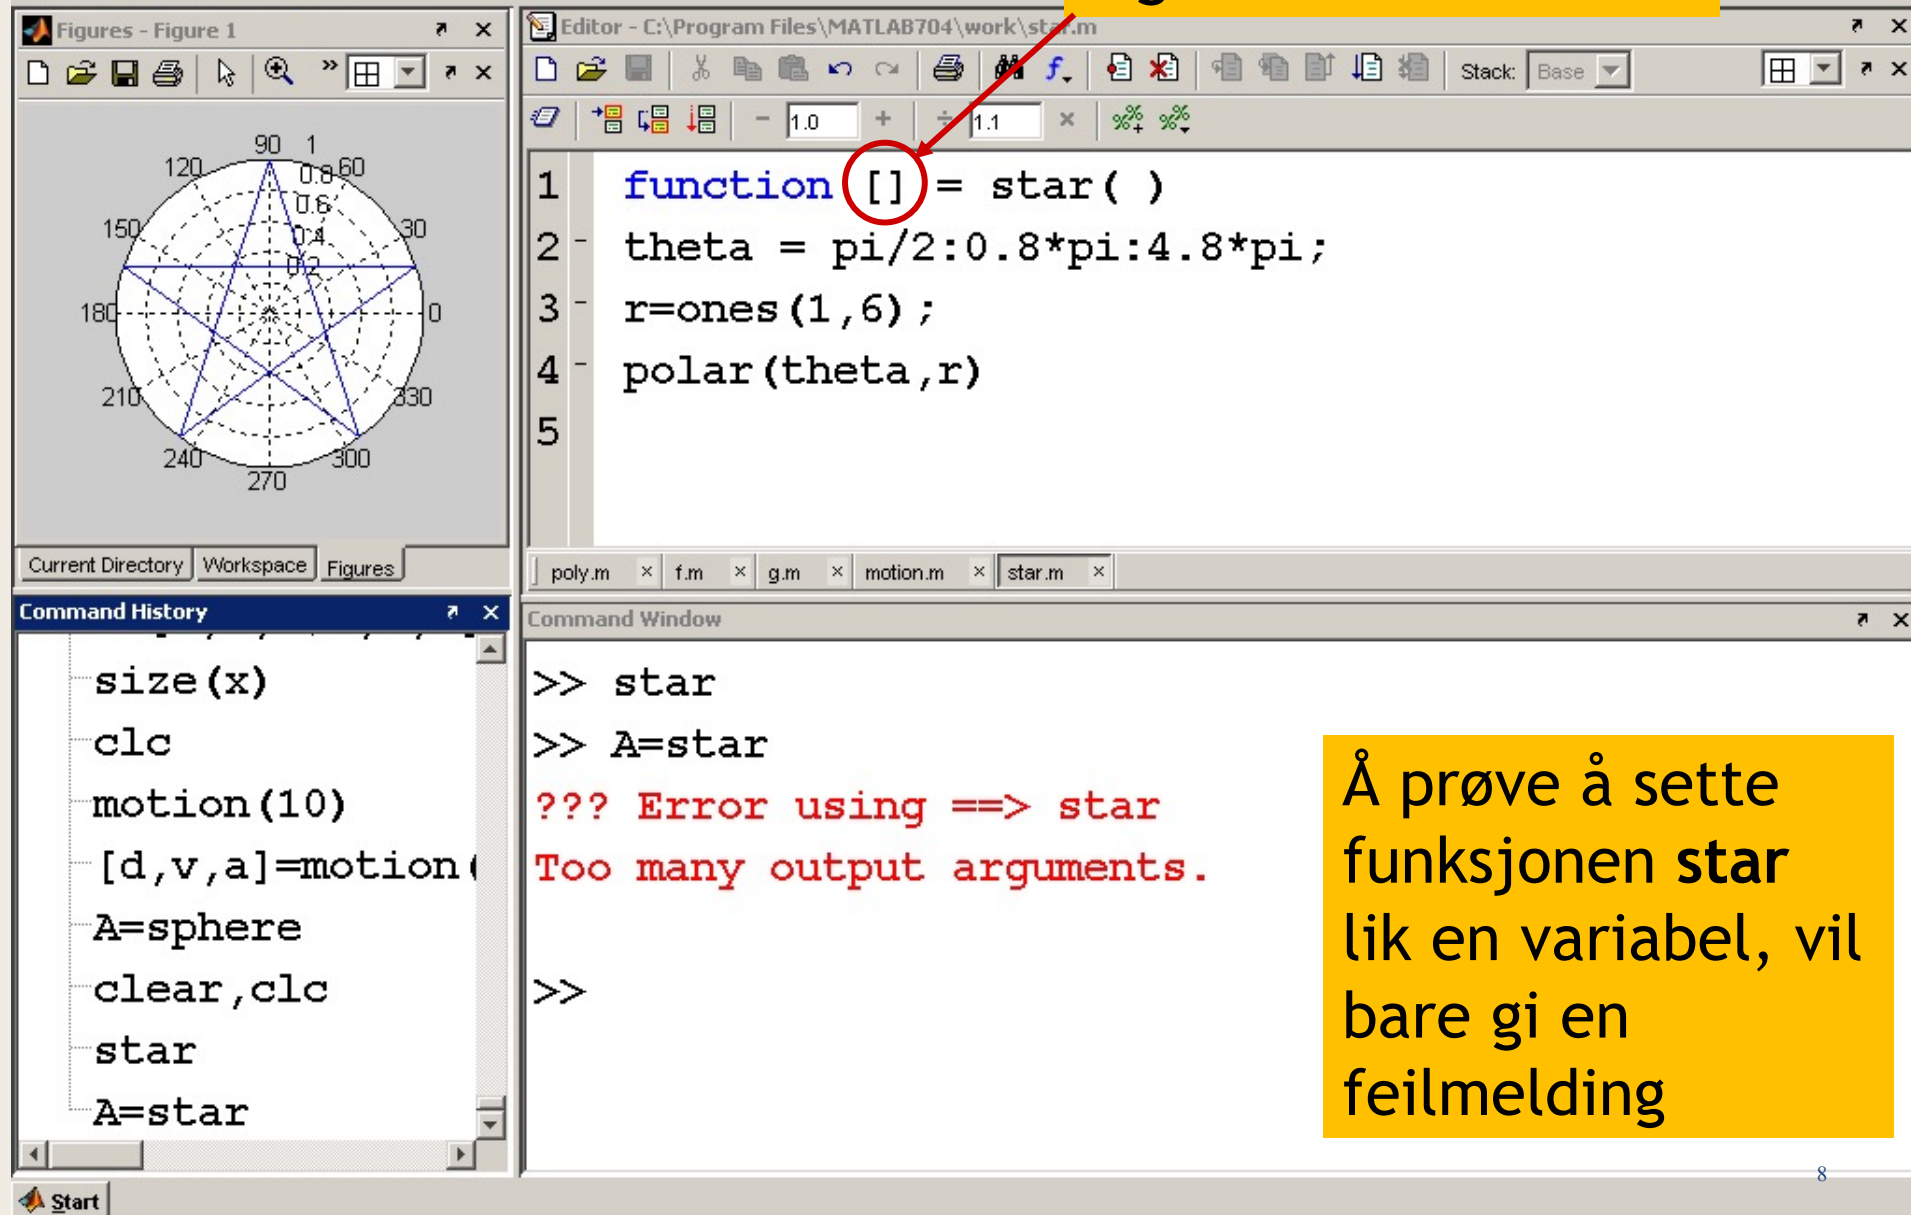 Figures - Figure 1
Editor - C:\Program Files\MATLAB704\work\star.m
Stack: Base
1.0
1.1
90 1
120 0.8 60
0.6
150 0.4 30
0.2
180 0
210 330
240 300
270
1 function [] = star( )
2 - theta = pi/2:0.8*pi:4.8*pi;
3 - r=ones(1,6);
4 - polar(theta,r)
5
Current Directory Workspace Figures
poly.m × f.m × g.m × motion.m × star.m ×
Command History
size(x)
clc
motion(10)
[d,v,a]=motion(
A=sphere
clear,clc
star
A=star
Command Window
>> star
>> A=star
??? Error using ==> star
Too many output arguments.
>>
Å prøve å sette
funksjonen star
lik en variabel, vil
bare gi en
feilmelding
8
Start